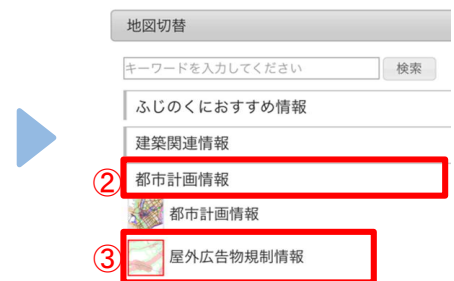 地図切替
キーワードを入力してください 検索
ふじのくにおすすめ情報
建築関連情報
② 都市計画情報
都市計画情報
③ 屋外広告物規制情報